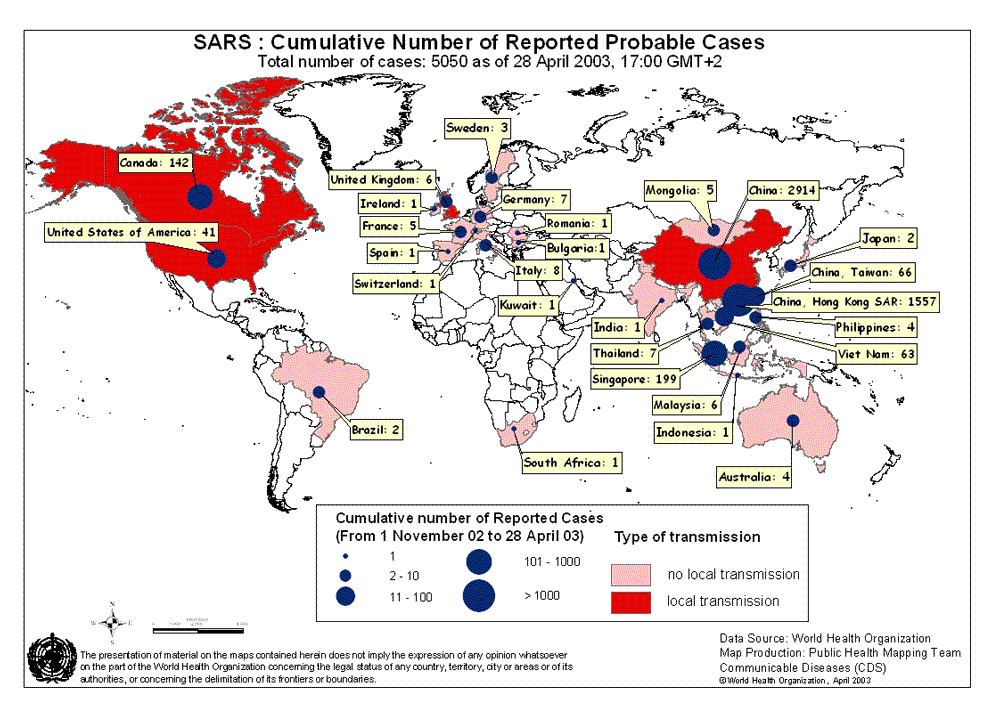 SARS : Cumulative Number of Reported Probable Cases
Total number of cases: 5050 as of 28 April 2003, 17:00 GMT+2
Sweden: 3
Canada: 142
United Kingdom: 6
Ireland: 1
Germany: 7
Mongolia: 5
China: 2914
United States of America: 41
France: 5
Romania: 1
Spain: 1
Bulgaria:1
Japan: 2
Switzerland: 1
Italy: 8
China, Taiwan: 66
Kuwait: 1
China, Hong Kong SAR: 1557
India: 1
Philippines: 4
Thailand: 7
Viet Nam: 63
Singapore: 199
Malaysia: 6
Brazil: 2
Indonesia: 1
South Africa: 1
Australia: 4
Cumulative number of Reported Cases
(From 1 November 02 to 28 April 03)
1
2 - 10
11 - 100
101 - 1000
> 1000
Type of transmission
no local transmission
local transmission
N
W
E
S
The presentation of material on the maps contained herein does not imply the expression of any opinion whatsoever
on the part of the World Health Organization concerning the legal status of any country, territory, city or areas or of its
authorities, or concerning the delimitation of its frontiers or boundaries.
Data Source: World Health Organization
Map Production: Public Health Mapping Team
Communicable Diseases (CDS)
©World Health Organization, April 2003